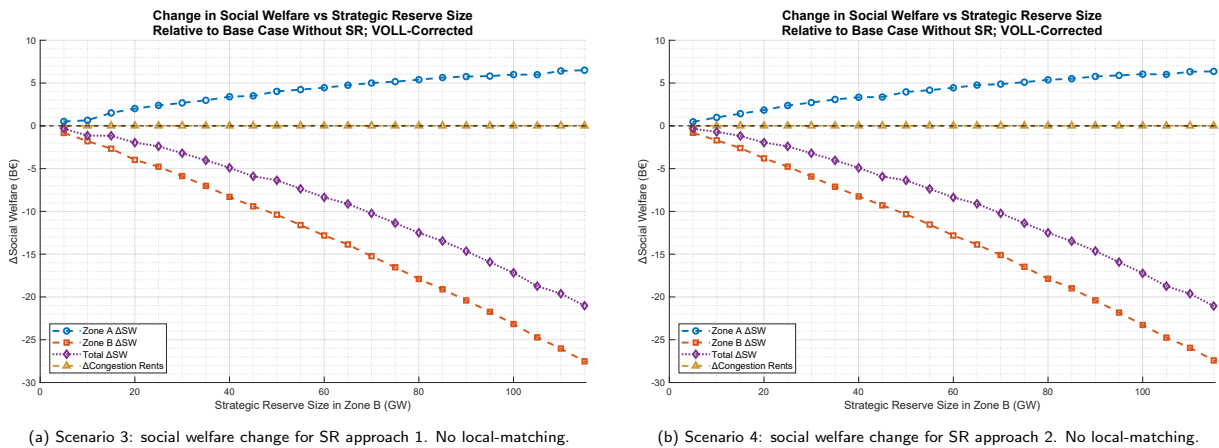 Change in Social Welfare vs Strategic Reserve Size
Relative to Base Case Without SR; VOLL-Corrected
ΔSocial Welfare (B€)
10
5
0
-5
-10
-15
-20
-25
-30
Zone A ΔSW
Zone B ΔSW
Total ΔSW
ΔCongestion Rents
20
40
60
80
100
Strategic Reserve Size in Zone B (GW)
(a) Scenario 3: social welfare change for SR approach 1. No local-matching.
Change in Social Welfare vs Strategic Reserve Size
Relative to Base Case Without SR; VOLL-Corrected
ΔSocial Welfare (B€)
10
5
0
-5
-10
-15
-20
-25
-30
Zone A ΔSW
Zone B ΔSW
Total ΔSW
ΔCongestion Rents
20
40
60
80
100
Strategic Reserve Size in Zone B (GW)
(b) Scenario 4: social welfare change for SR approach 2. No local-matching.